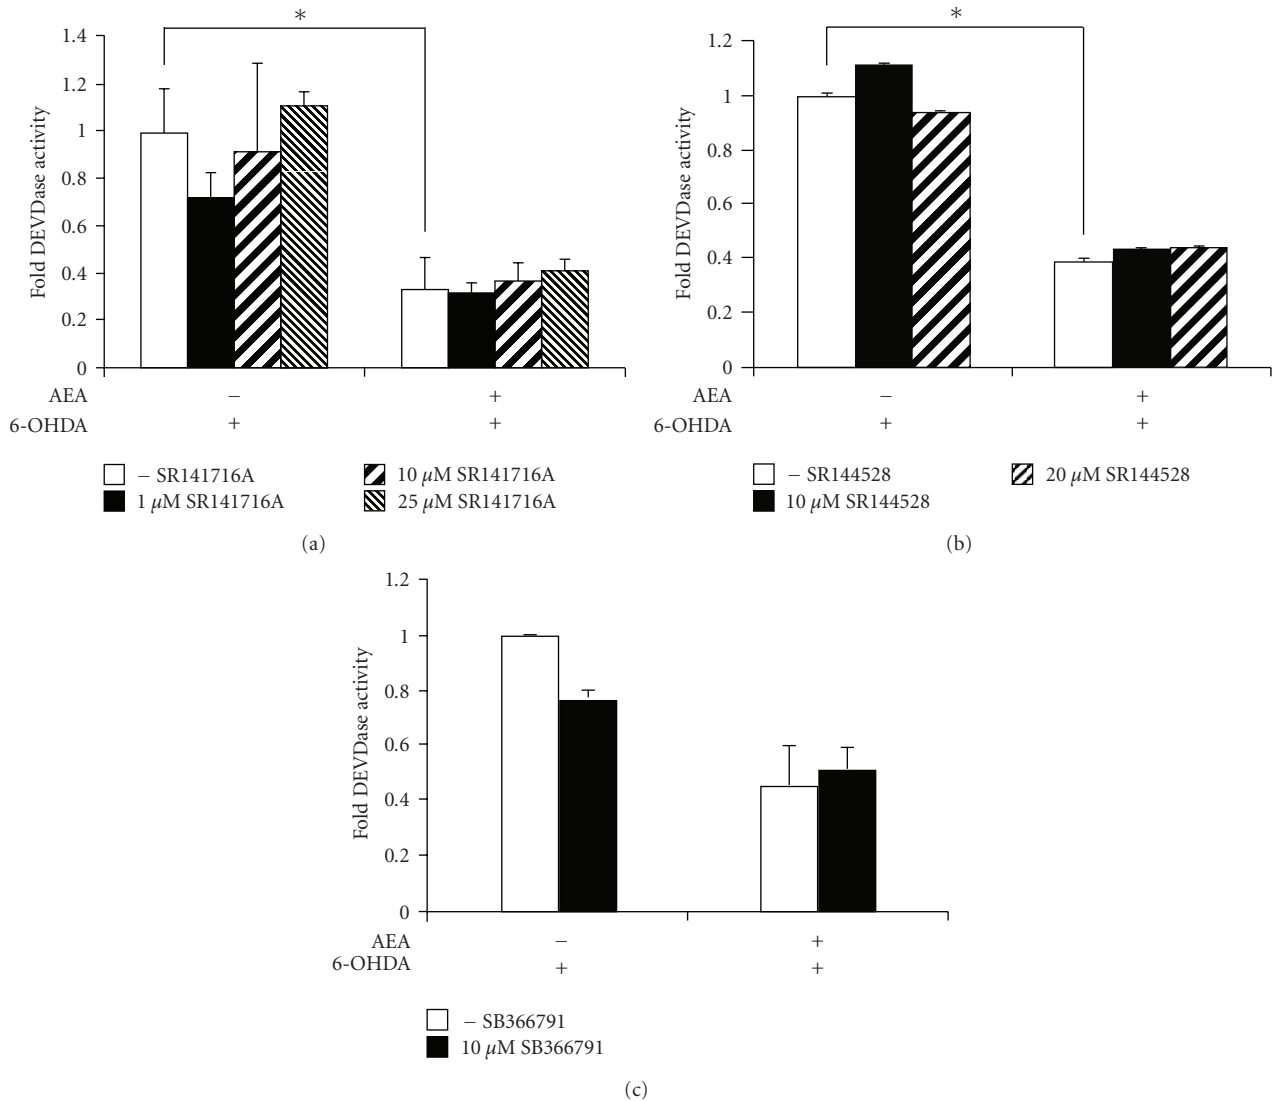 *
1.4
1.2
1
0.8
0.6
0.4
0.2
0
Fold DEVDase activity
AEA − +
6-OHDA + +
− SR141716A
1 µM SR141716A
10 µM SR141716A
25 µM SR141716A
(a)
*
1.2
1
0.8
0.6
0.4
0.2
0
Fold DEVDase activity
AEA − +
6-OHDA + +
− SR144528
10 µM SR144528
20 µM SR144528
(b)
1.2
1
0.8
0.6
0.4
0.2
0
Fold DEVDase activity
AEA − +
6-OHDA + +
− SB366791
10 µM SB366791
(c)